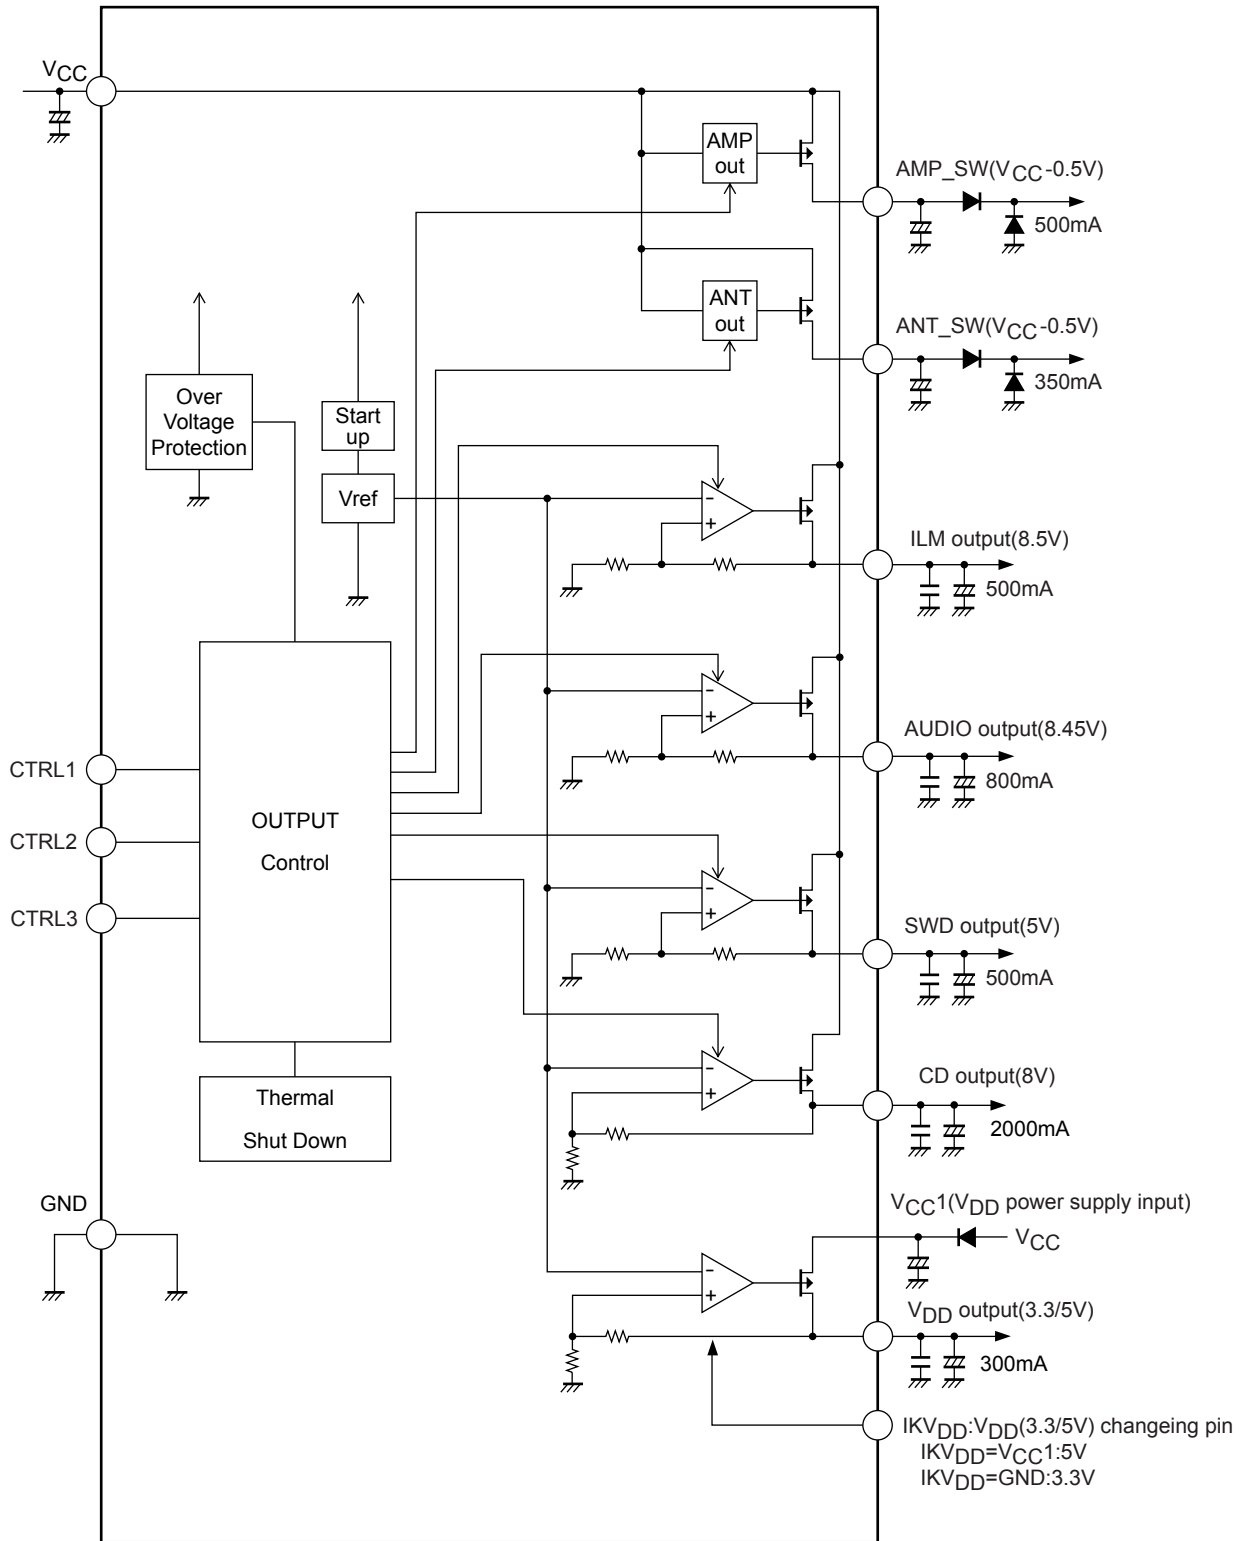 VCC
AMP
out
AMP_SW(VCC-0.5V)
500mA
ANT
out
ANT_SW(VCC-0.5V)
350mA
Over
Voltage
Protection
Start
up
Vref
-
+
ILM output(8.5V)
500mA
-
+
AUDIO output(8.45V)
800mA
CTRL1
CTRL2
CTRL3
OUTPUT
Control
-
+
SWD output(5V)
500mA
-
+
CD output(8V)
2000mA
Thermal
Shut Down
GND
VCC1(VDD power supply input)
VCC
-
+
VDD output(3.3/5V)
300mA
IKVDD:VDD(3.3/5V) changeing pin
IKVDD=VCC1:5V
IKVDD=GND:3.3V